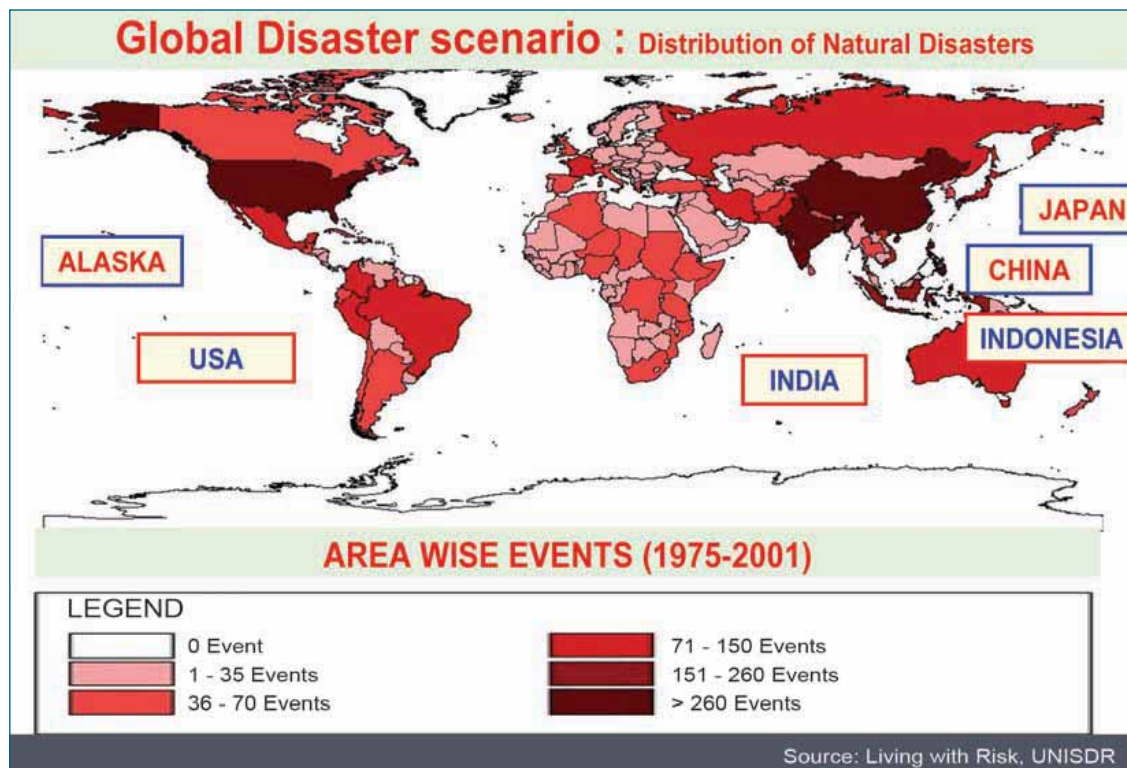 Global Disaster scenario : Distribution of Natural Disasters
JAPAN
ALASKA
CHINA
INDONESIA
USA
INDIA
AREA WISE EVENTS (1975-2001)
LEGEND
0 Event
1 - 35 Events
36 - 70 Events
71 - 150 Events
151 - 260 Events
> 260 Events
Source: Living with Risk, UNISDR